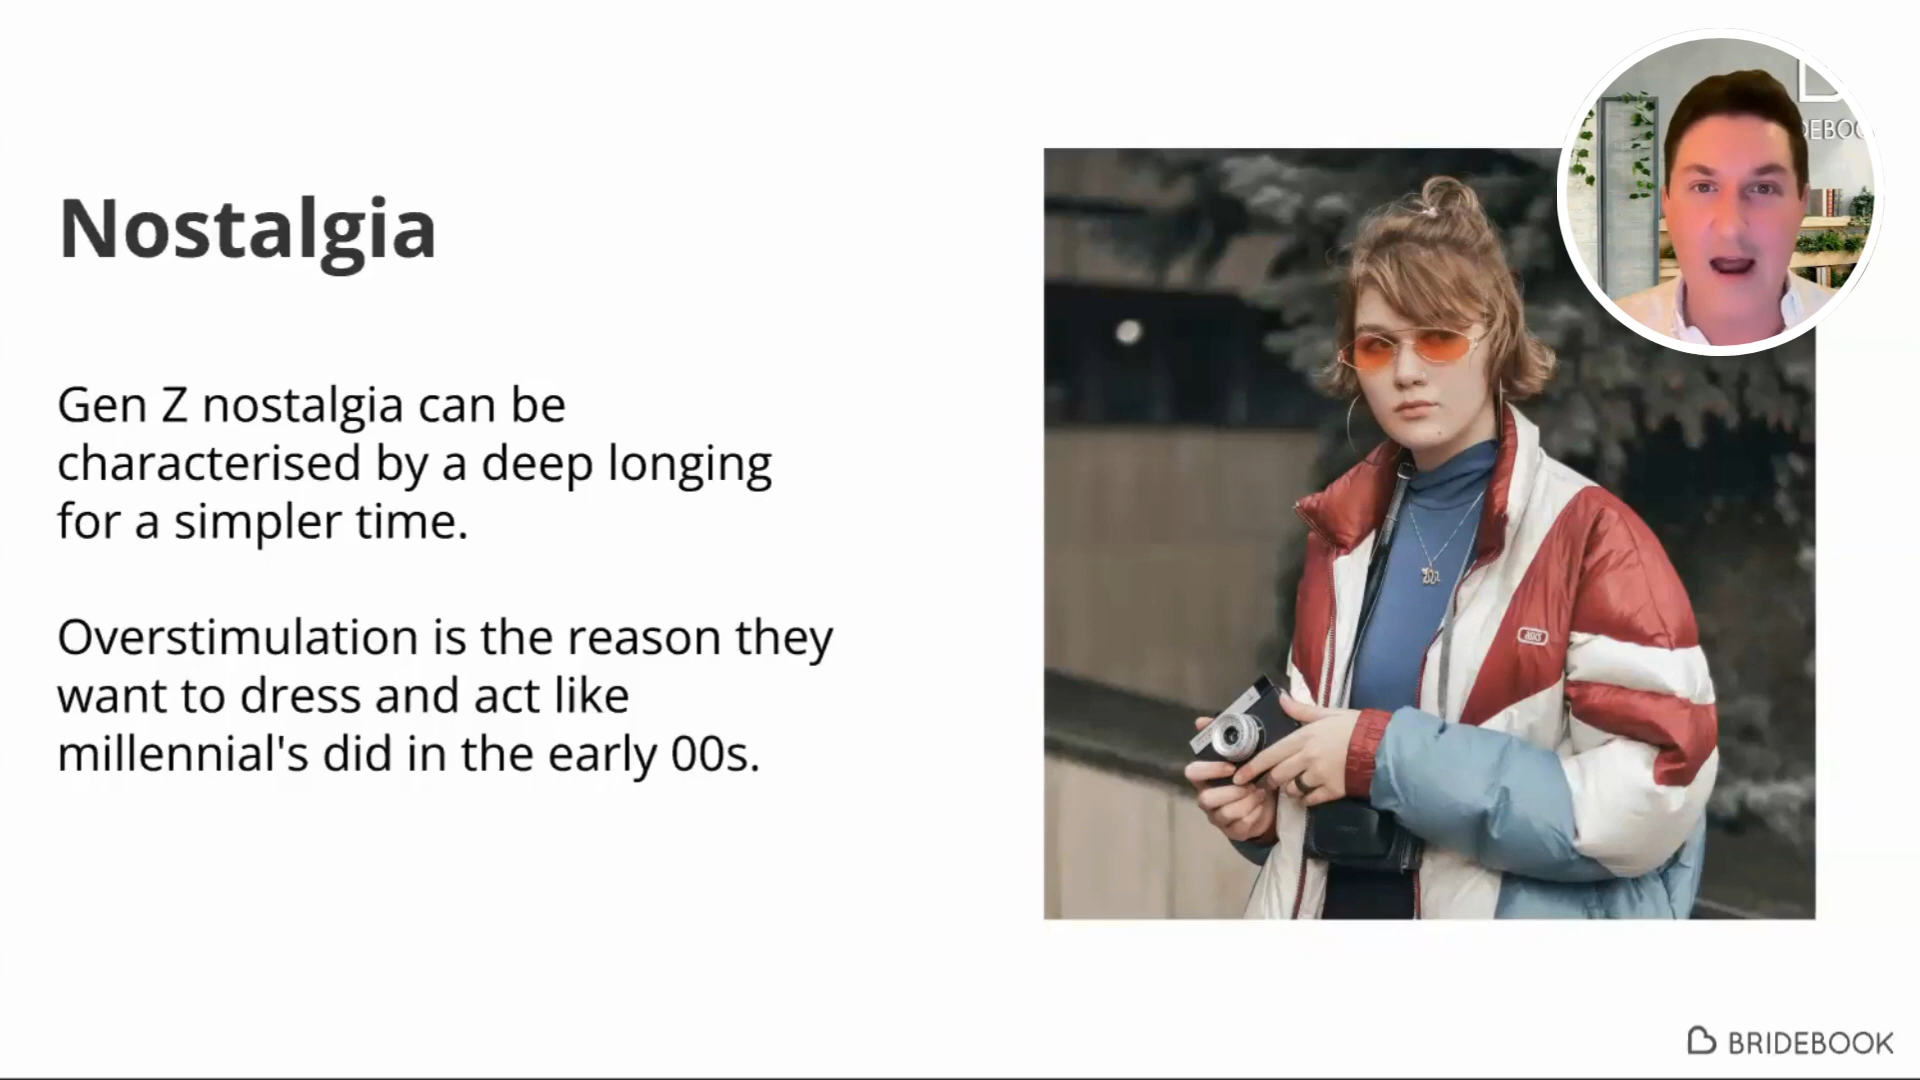 Nostalgia
Gen Z nostalgia can be
characterised by a deep longing
for a simpler time.
Overstimulation is the reason they
want to dress and act like
millennial's did in the early 00s.
BRIDEBOOK